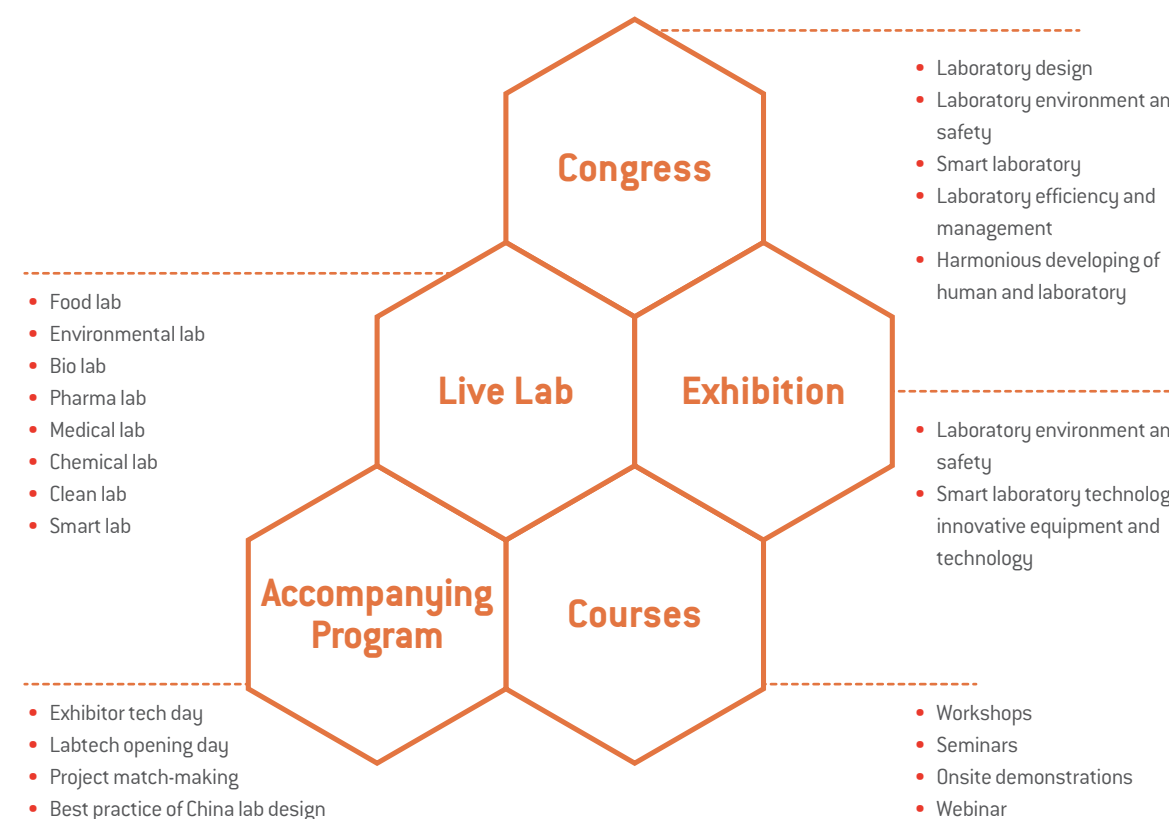 Congress
• Laboratory design
• Laboratory environment
safety
• Smart laboratory
• Laboratory efficiency and
management
• Harmonious developing of
human and laboratory
Live Lab
• Food lab
• Environmental lab
• Bio lab
• Pharma lab
• Medical lab
• Chemical lab
• Clean lab
• Smart lab
Exhibition
• Laboratory environment
safety
• Smart laboratory
innovative equipment and
technology
Accompanying
Program
• Exhibitor tech day
• Labtech opening day
• Project match-making
• Best practice of China lab design
Courses
• Workshops
• Seminars
• Onsite demonstrations
• Webinar